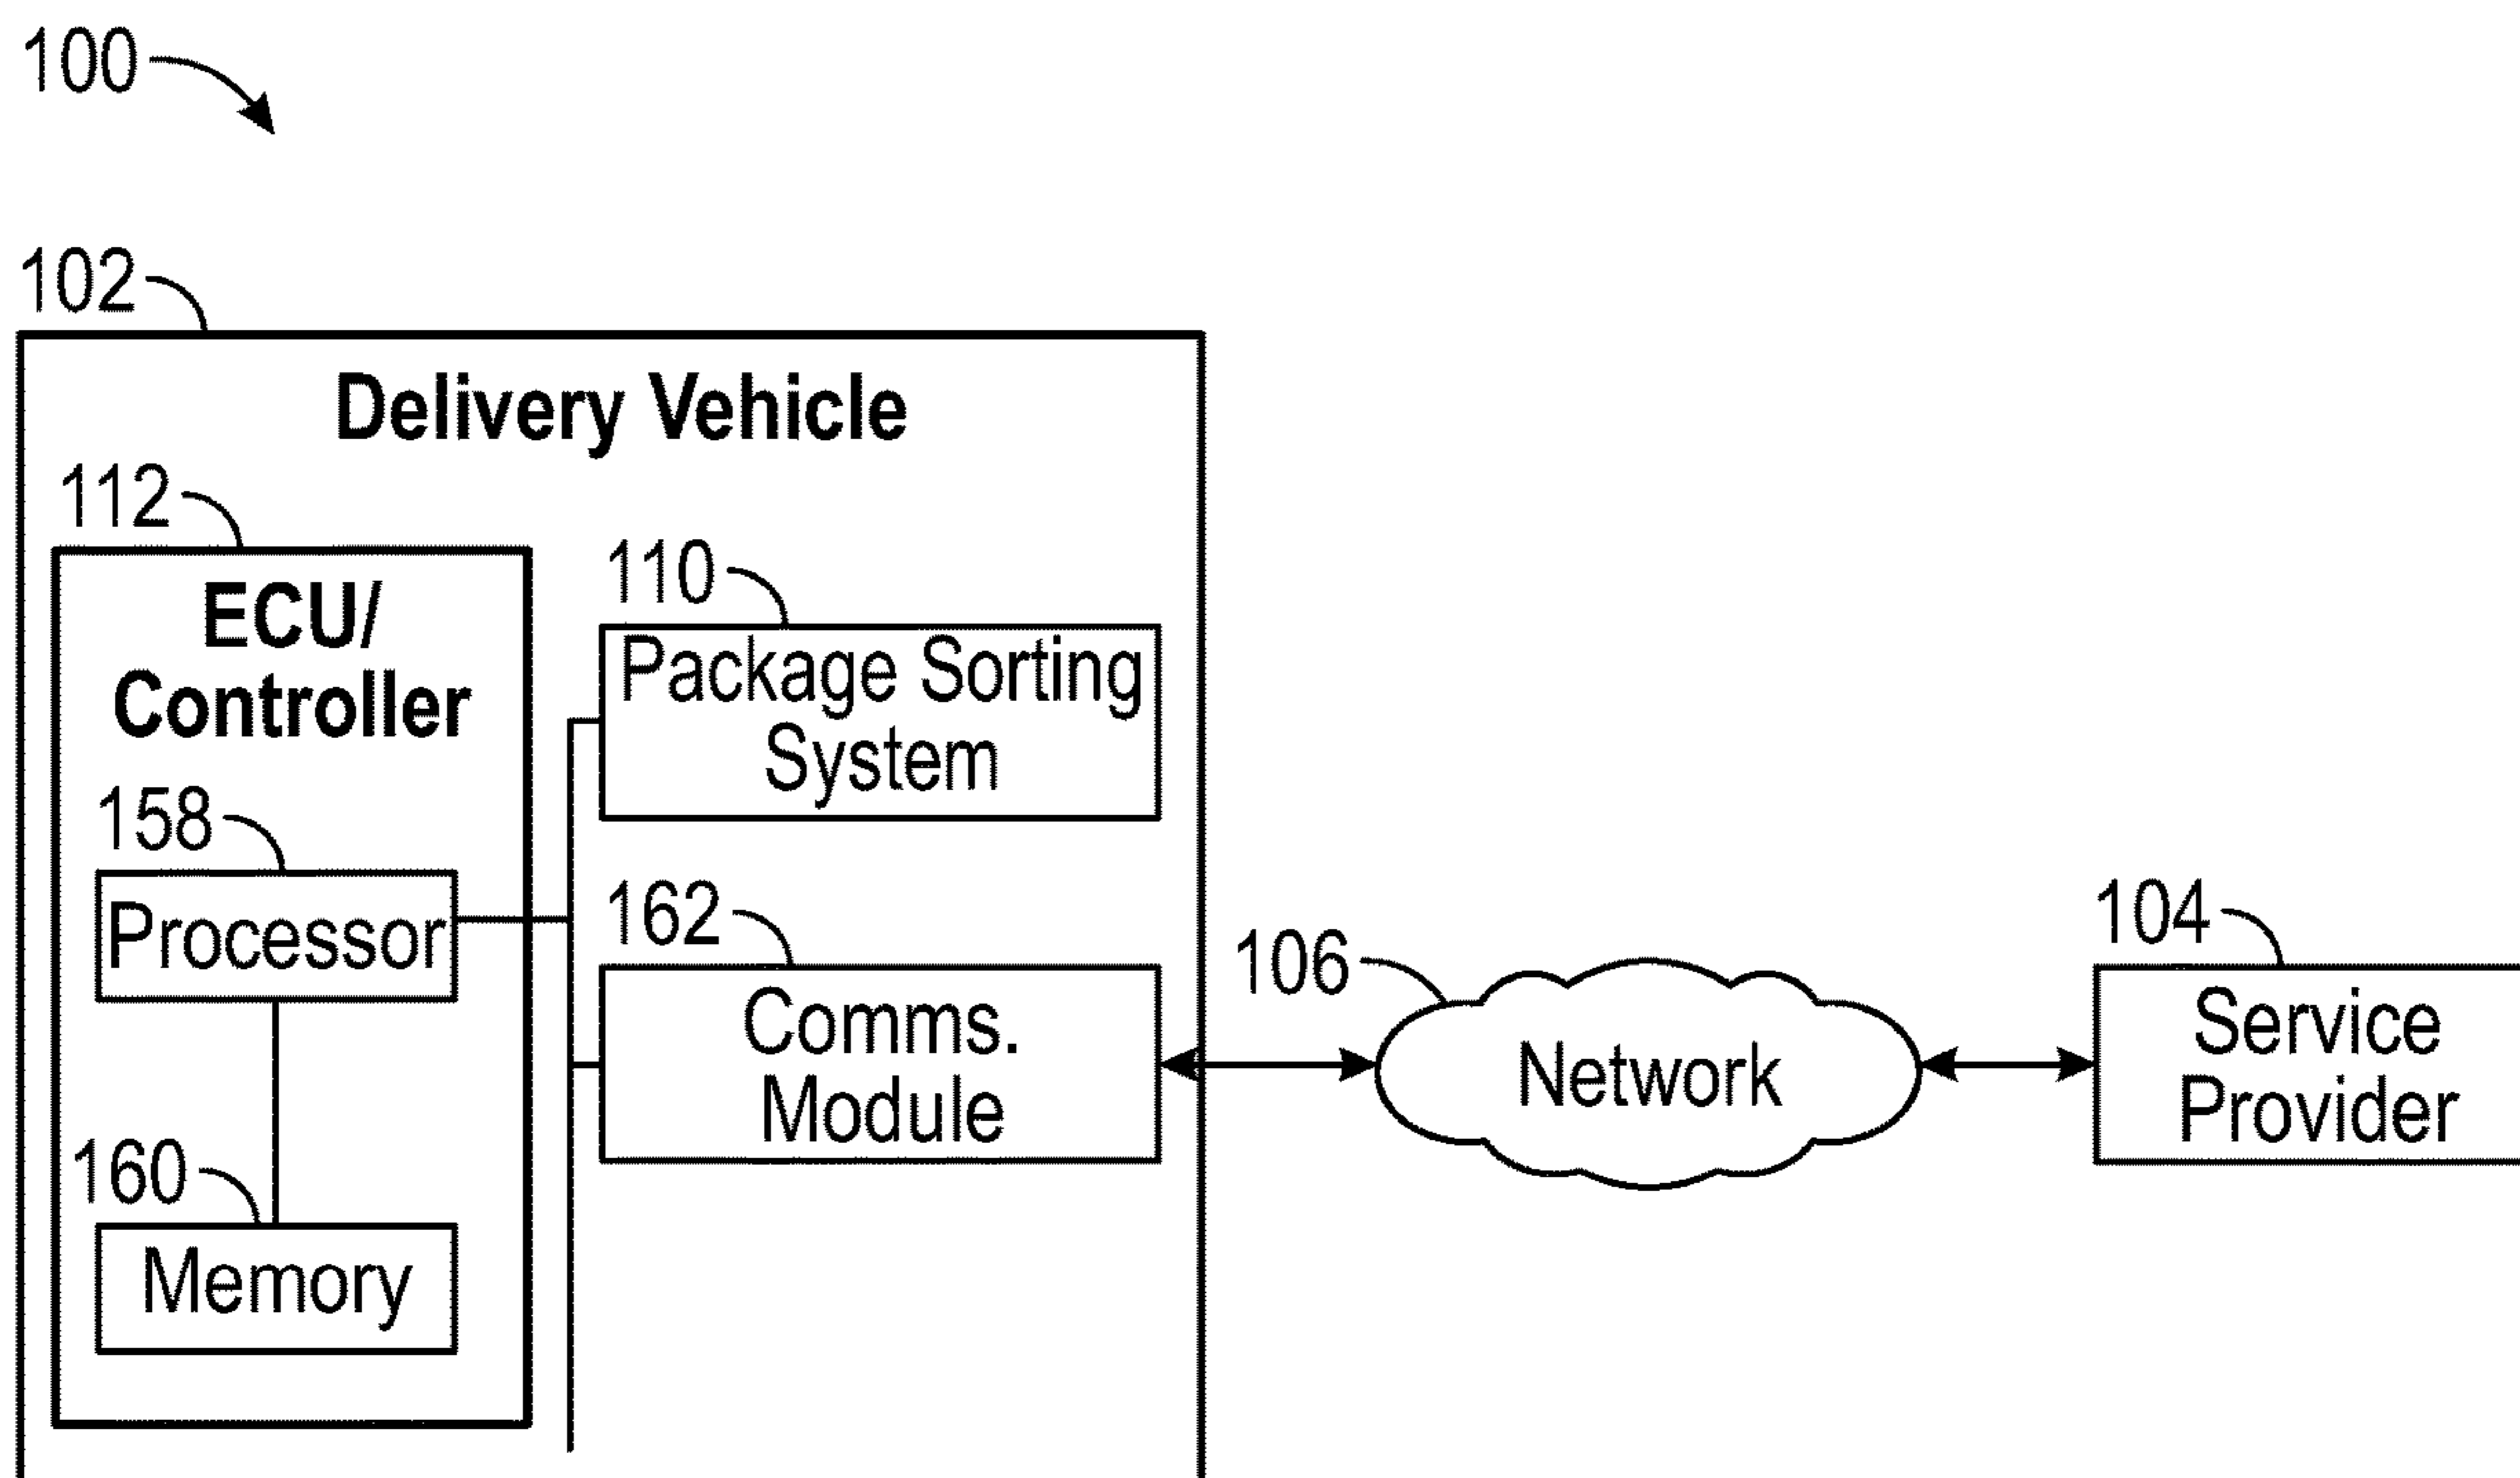 100
102
Delivery Vehicle
112
ECU/
Controller
110
Package Sorting
System
158
Processor
162
Comms.
Module
160
Memory
106
Network
104
Service
Provider